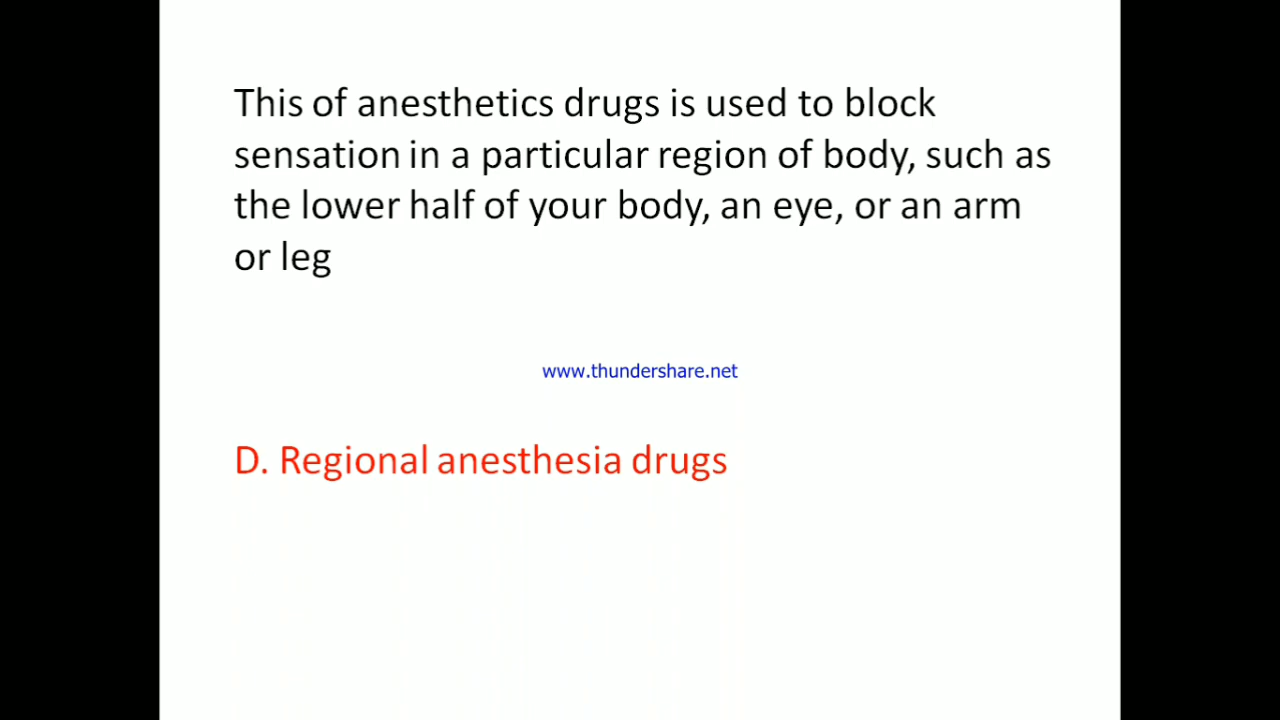 This of anesthetics drugs is used to block
sensation in a particular region of body, such as
the lower half of your body, an eye, or an arm
or leg
www.thundershare.net
D. Regional anesthesia drugs